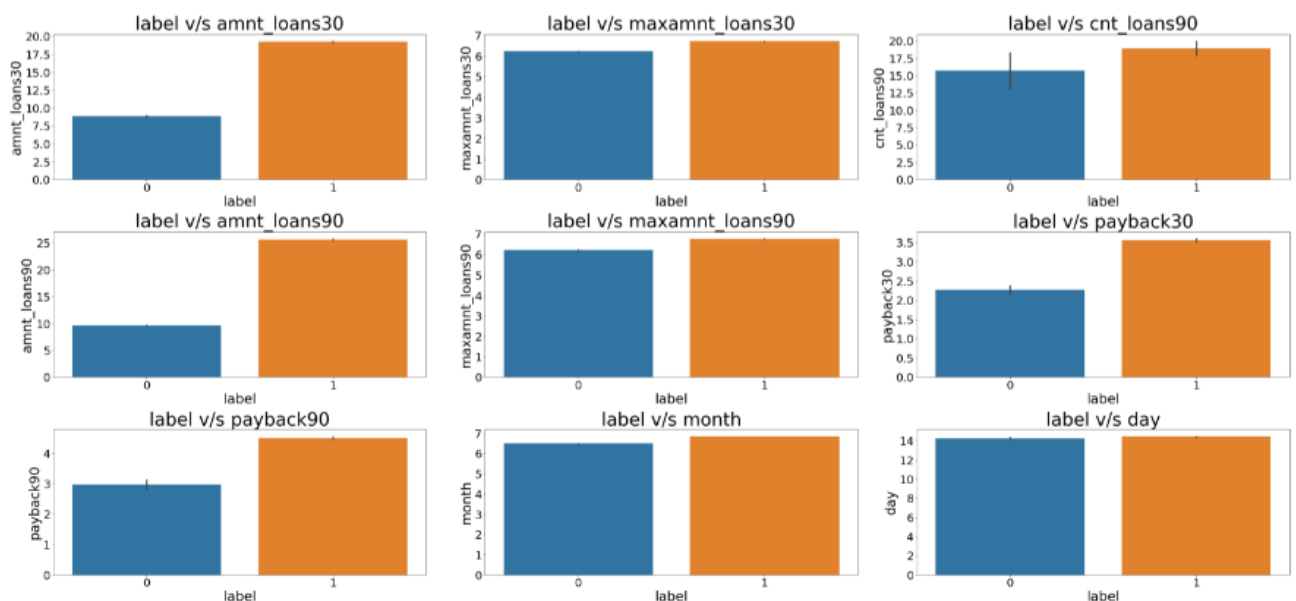 label v/s amnt_loans30
amnt_loans30
20.0
17.5
15.0
12.5
10.0
7.5
5.0
2.5
0.0
0 1
label
label v/s maxamnt_loans30
maxamnt_loans30
7
6
5
4
3
2
1
0
0 1
label
label v/s cnt_loans90
cnt_loans90
20.0
17.5
15.0
12.5
10.0
7.5
5.0
2.5
0.0
0 1
label
label v/s amnt_loans90
amnt_loans90
25
20
15
10
5
0
0 1
label
label v/s maxamnt_loans90
maxamnt_loans90
7
6
5
4
3
2
1
0
0 1
label
label v/s payback30
payback30
3.5
3.0
2.5
2.0
1.5
1.0
0.5
0.0
0 1
label
label v/s payback90
payback90
4
3
2
1
0
0 1
label
label v/s month
month
7
6
5
4
3
2
1
0
0 1
label
label v/s day
day
14
12
10
8
6
4
2
0
0 1
label